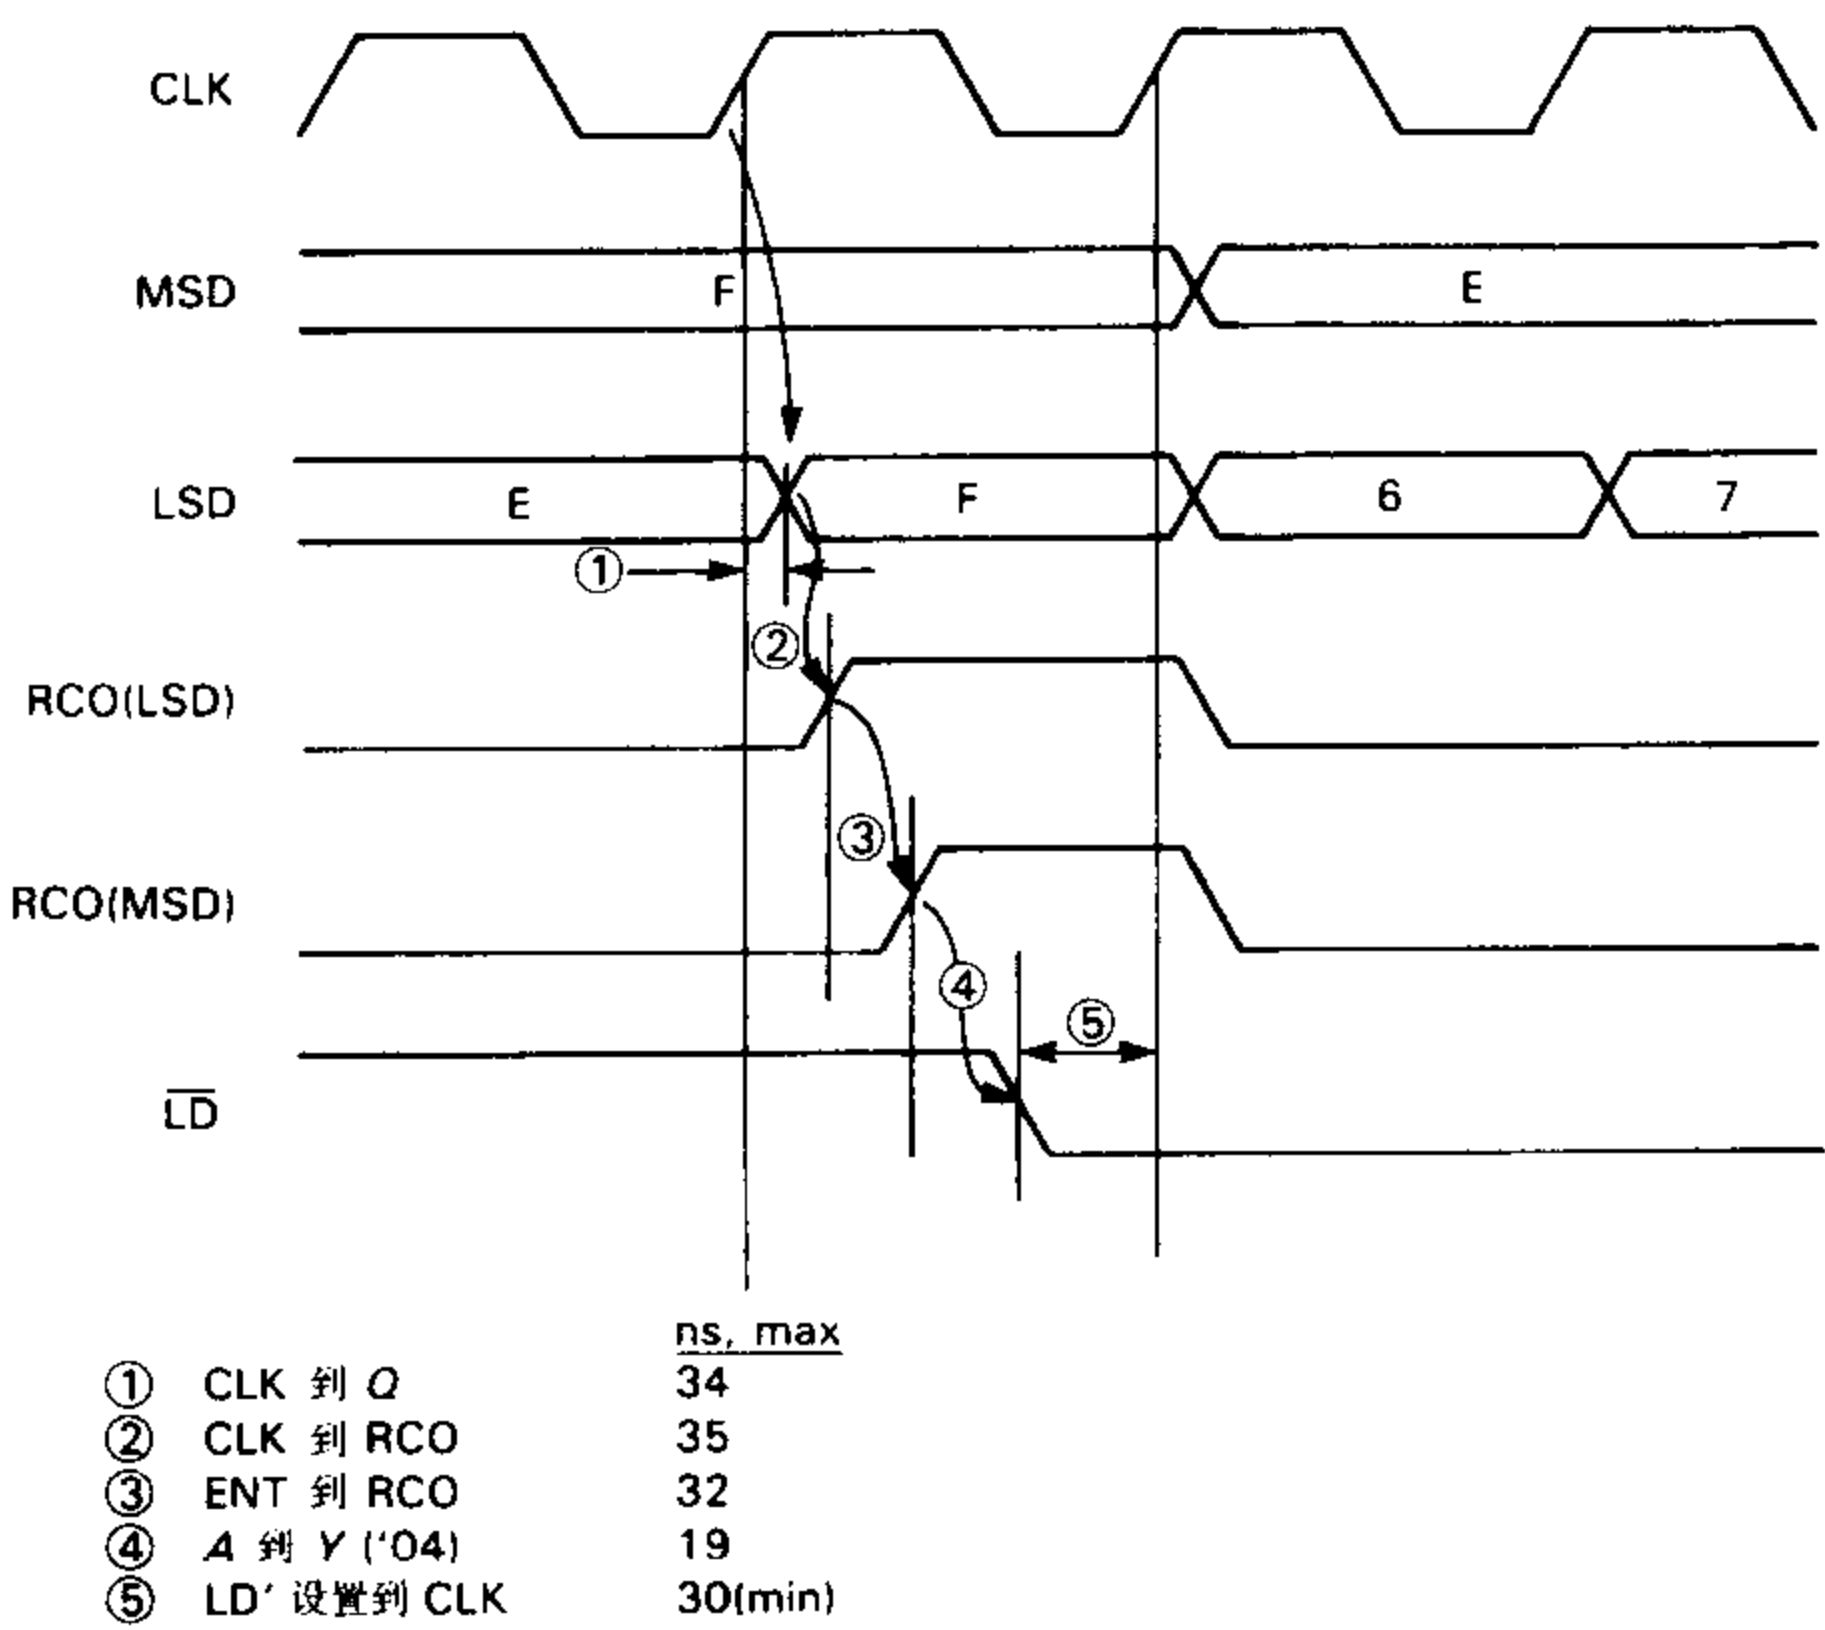 CLK
MSD
F
E
LSD
E
F
6
7
①
②
RCO(LSD)
③
RCO(MSD)
④
⑤
L̅D̅
ns, max
① CLK 到 Q 34
② CLK 到 RCO 35
③ ENT 到 RCO 32
④ A 到 Y ('04) 19
⑤ LD′ 设置到 CLK 30(min)